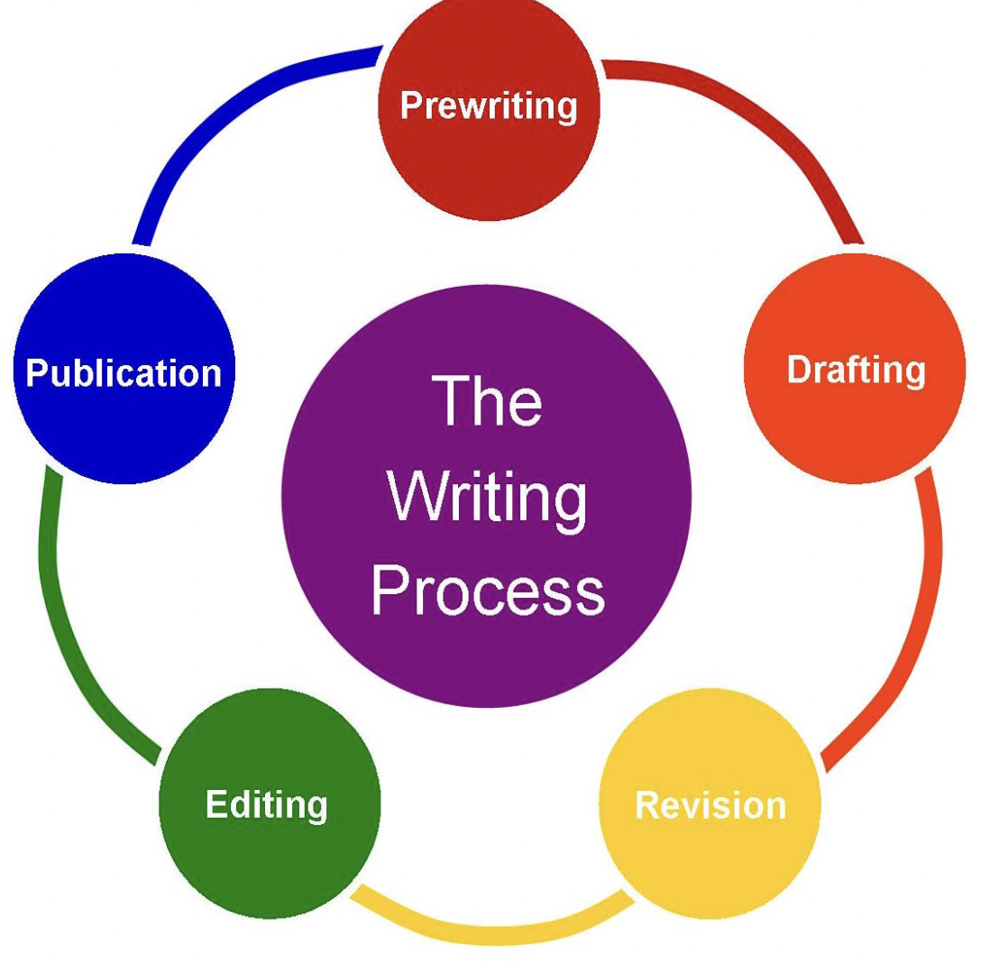 Prewriting
Drafting
Revision
Editing
Publication
The
Writing
Process